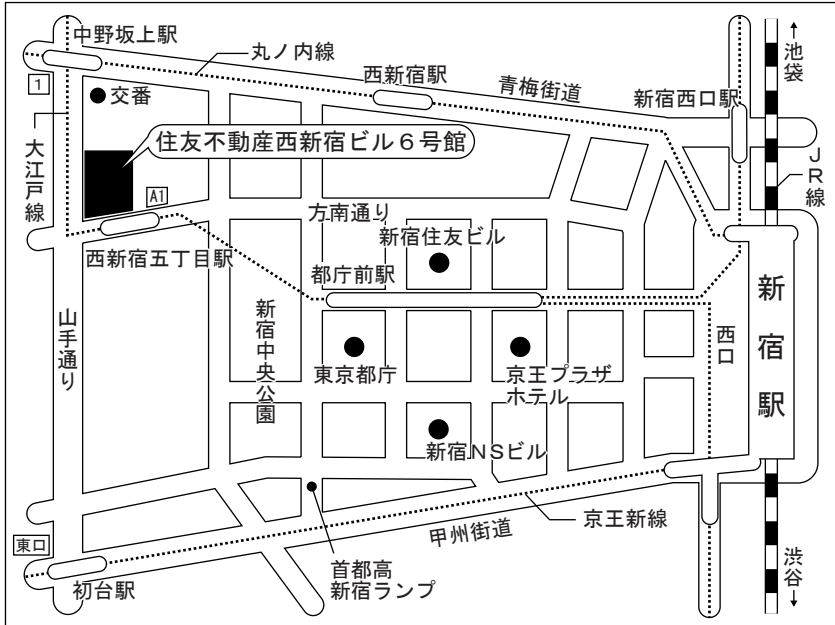 中野坂上駅
丸ノ内線
西新宿駅
青梅街道
新宿西口駅
↑池袋
1
交番
大江戸線
住友不動産西新宿ビル6号館
JR線
A1
方南通り
西新宿五丁目駅
新宿住友ビル
都庁前駅
山手通り
新宿中央公園
東京都庁
京王プラザ
ホテル
西口
新宿駅
新宿NSビル
東口
初台駅
首都高
新宿ランプ
甲州街道
京王新線
渋谷↓